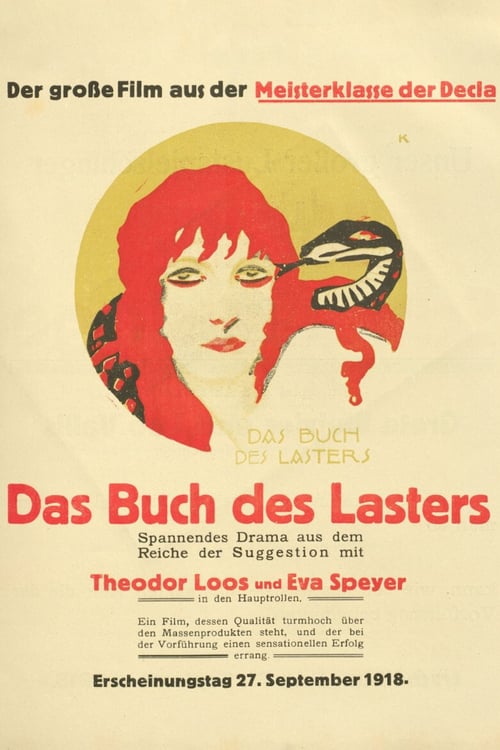 Der große Film aus der Meisterklasse der Decla
K
DAS BUCH
DES LASTERS
Das Buch des Lasters
Spannendes Drama aus dem
Reiche der Suggestion mit
Theodor Loos und Eva Speyer
in den Hauptrollen.
Ein Film, dessen Qualität turmhoch über
den Massenprodukten steht, und der bei
der Vorführung einen sensationellen Erfolg
errang.
Erscheinungstag 27. September 1918.